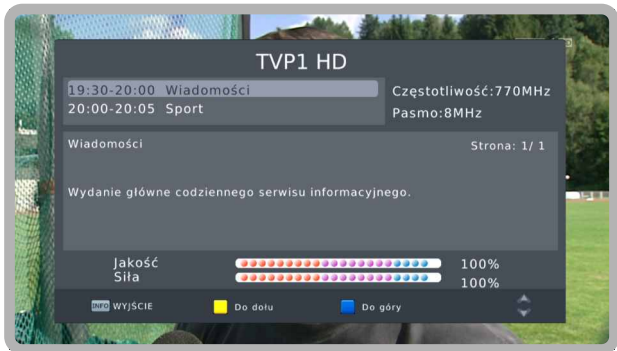 TVP1 HD
19:30-20:00 Wiadomości
20:00-20:05 Sport
Częstotliwość:770MHz
Pasmo:8MHz
Wiadomości
Strona: 1/ 1
Wydanie główne codziennego serwisu informacyjnego.
Jakość 100%
Siła 100%
INFO WYJŚCIE Do dołu Do góry